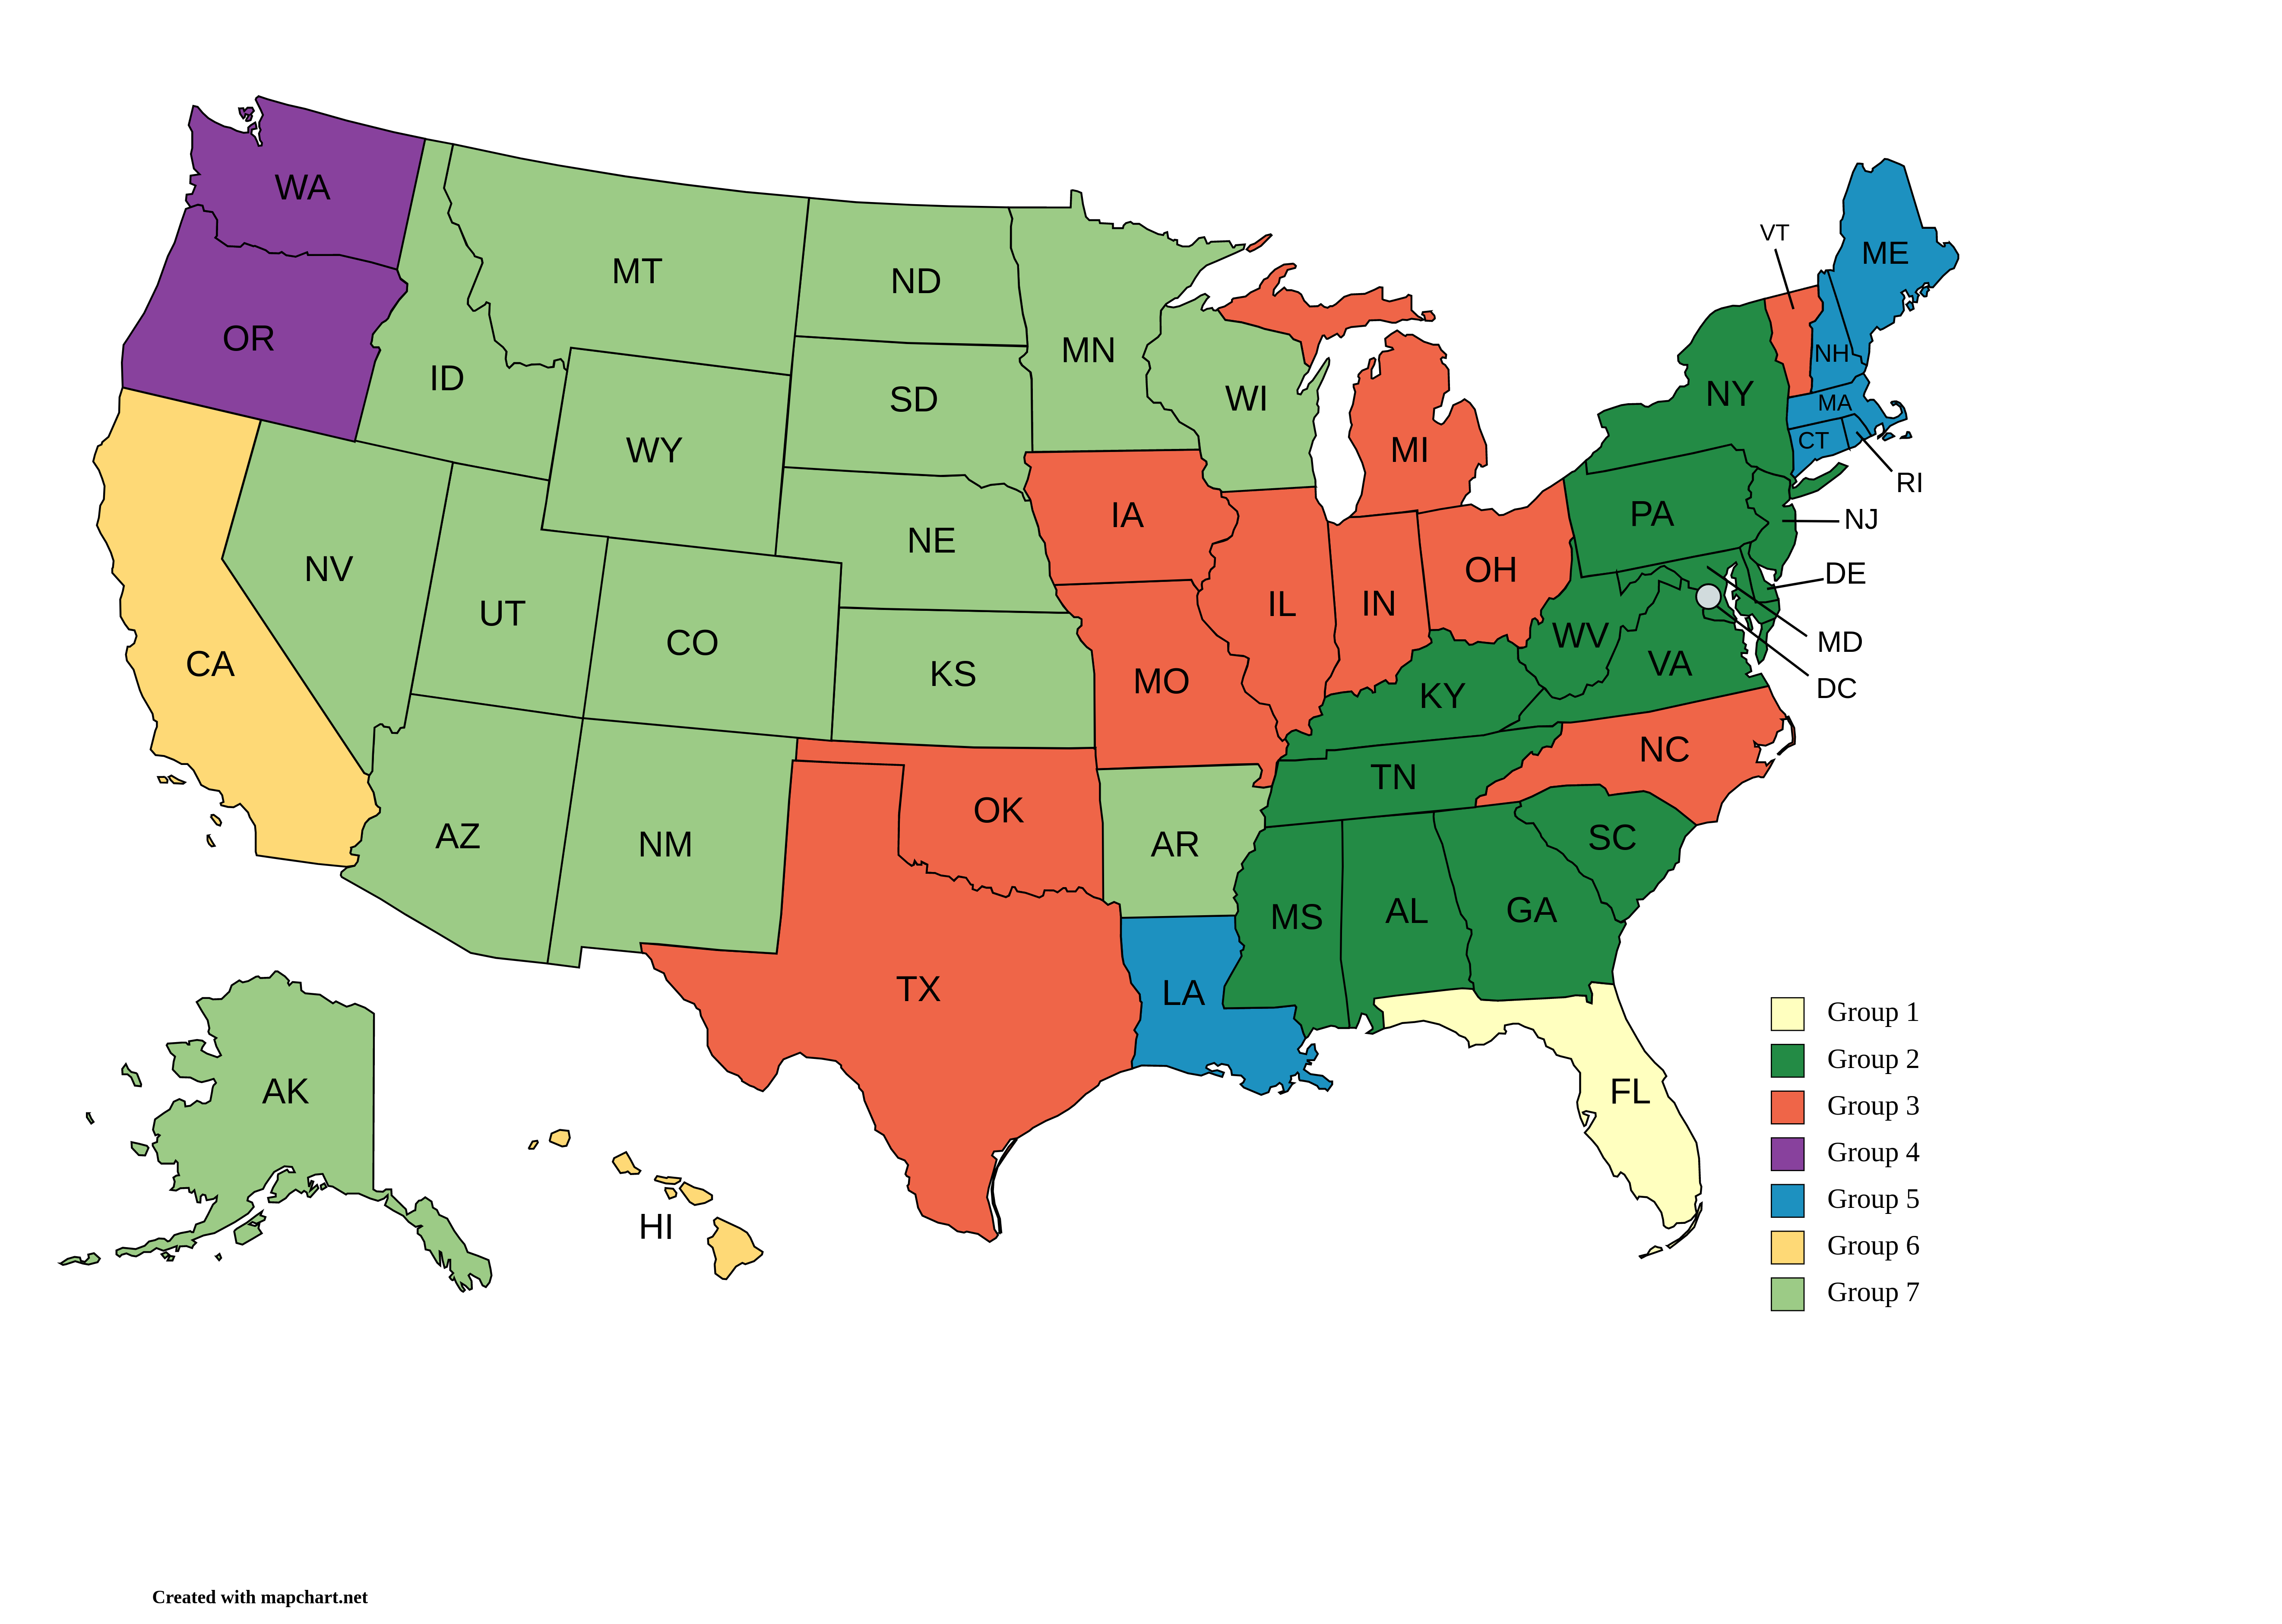 WA
VT
ME
MT
ND
OR
MN
NH
ID
SD
WI
NY
MA
WY
MI
CT
RI
IA
PA
NJ
NE
NV
OH
DE
UT
IL
IN
CO
WV
MD
CA
KS
MO
KY
VA
DC
NC
TN
OK
AZ
NM
AR
SC
MS
AL
GA
TX
LA
AK
FL
HI
Group 1
Group 2
Group 3
Group 4
Group 5
Group 6
Group 7
Created with mapchart.net